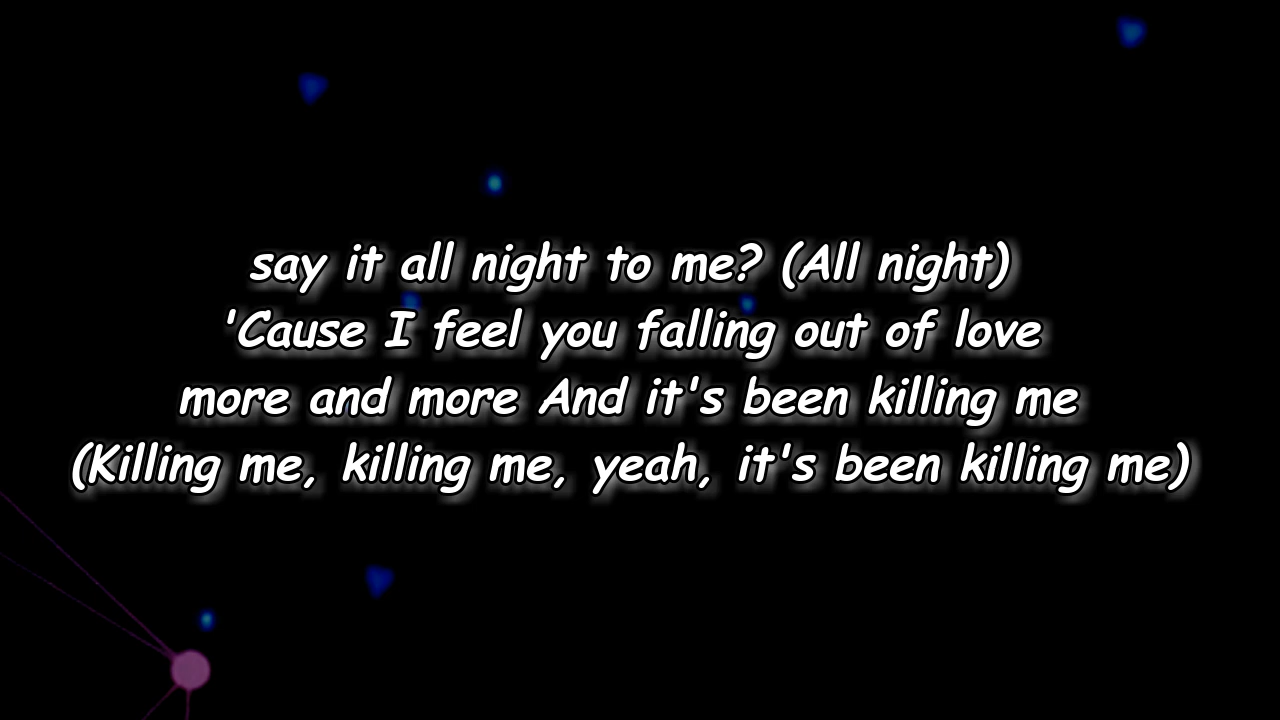 say it all night to me? (All night)
'Cause I feel you falling out of love
more and more And it's been killing me
(Killing me, killing me, yeah, it's been killing me)